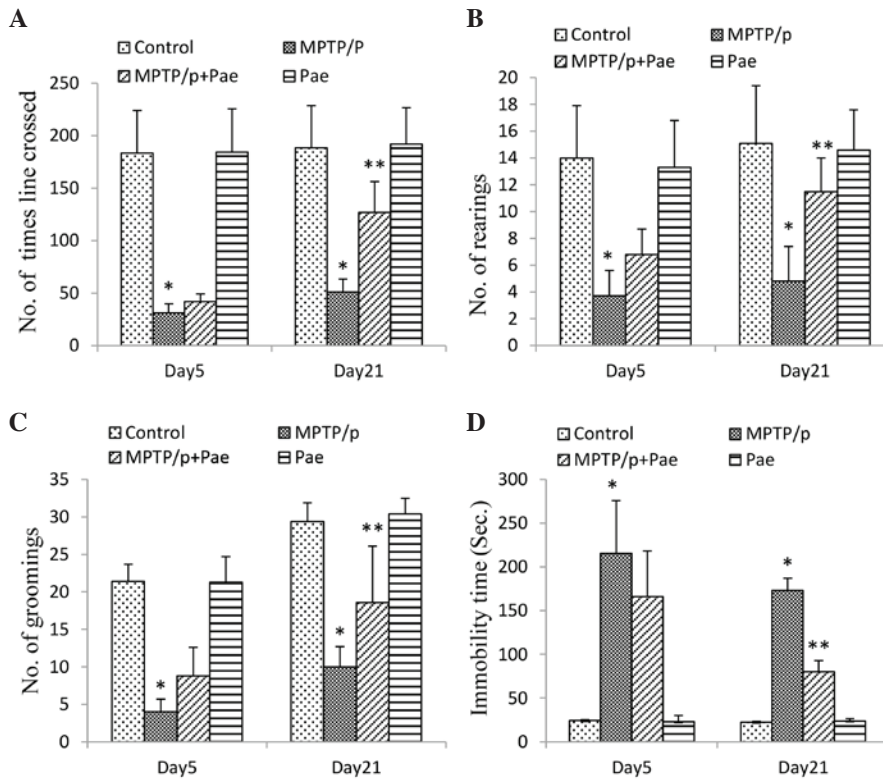 A
Control
MPTP/P
MPTP/p+Pae
Pae
No. of times line crossed
250
200
150
100
50
0
*
*
**
Day5
Day21
B
Control
MPTP/p
MPTP/p+Pae
Pae
No. of rearings
20
18
16
14
12
10
8
6
4
2
0
*
*
**
Day5
Day21
C
Control
MPTP/p
MPTP/p+Pae
Pae
No. of groomings
35
30
25
20
15
10
5
0
*
*
**
Day5
Day21
D
Control
MPTP/p
MPTP/p+Pae
Pae
Immobility time (Sec.)
300
250
200
150
100
50
0
*
*
**
Day5
Day21